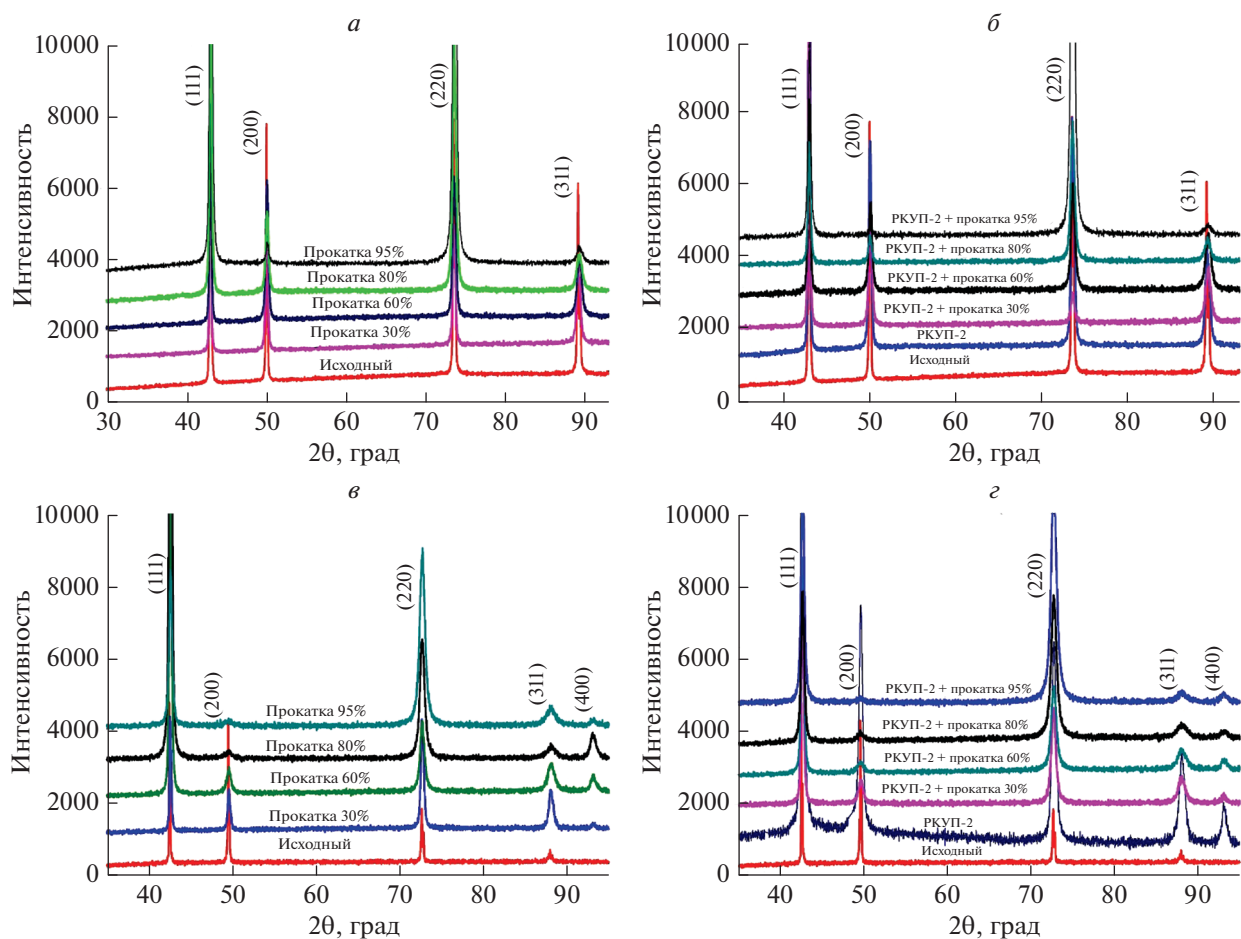 а
10000
8000
6000
4000
2000
0
Интенсивность
(111)
(200)
(220)
(311)
Прокатка 95%
Прокатка 80%
Прокатка 60%
Прокатка 30%
Исходный
30 40 50 60 70 80 90
2θ, град
б
10000
8000
6000
4000
2000
0
Интенсивность
(111)
(200)
(220)
(311)
РКУП-2 + прокатка 95%
РКУП-2 + прокатка 80%
РКУП-2 + прокатка 60%
РКУП-2 + прокатка 30%
РКУП-2
Исходный
40 50 60 70 80 90
2θ, град
в
10000
8000
6000
4000
2000
0
Интенсивность
(111)
(200)
(220)
(311)
(400)
Прокатка 95%
Прокатка 80%
Прокатка 60%
Прокатка 30%
Исходный
40 50 60 70 80 90
2θ, град
г
10000
8000
6000
4000
2000
0
Интенсивность
(111)
(200)
(220)
(311)
(400)
РКУП-2 + прокатка 95%
РКУП-2 + прокатка 80%
РКУП-2 + прокатка 60%
РКУП-2 + прокатка 30%
РКУП-2
Исходный
40 50 60 70 80 90
2θ, град